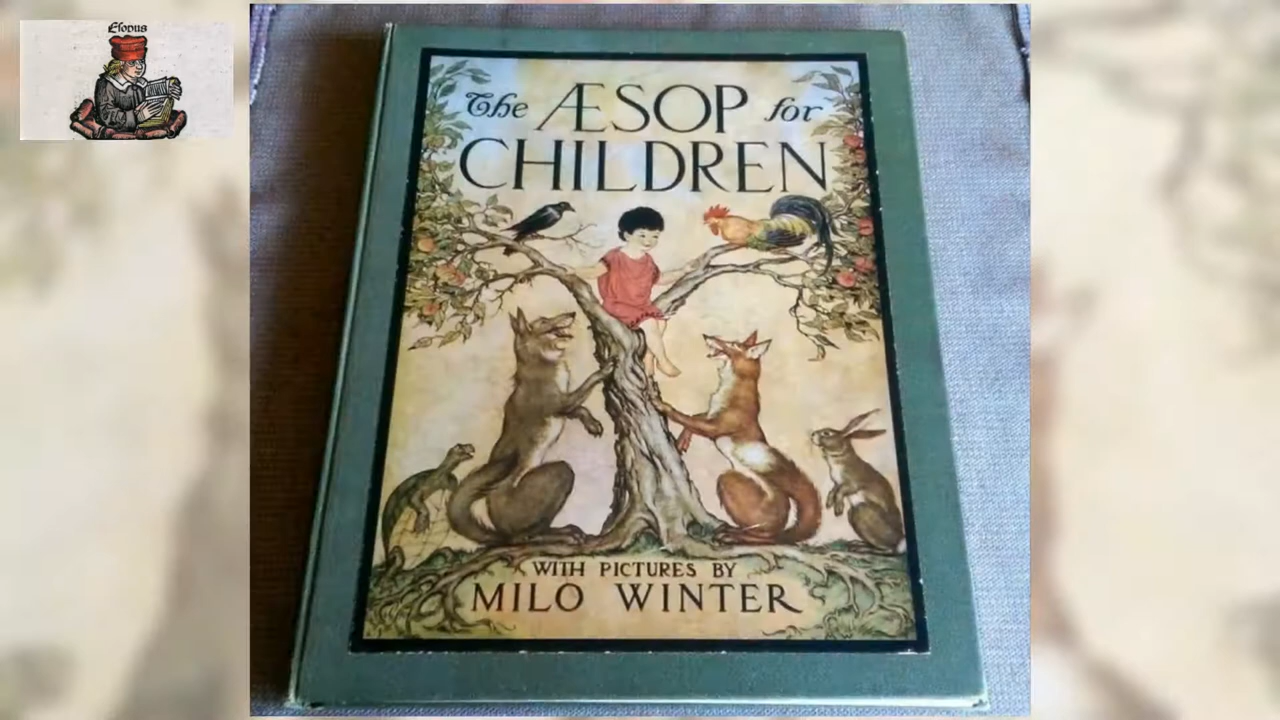 Esopus
The ÆSOP for
CHILDREN
WITH PICTURES BY
MILO WINTER